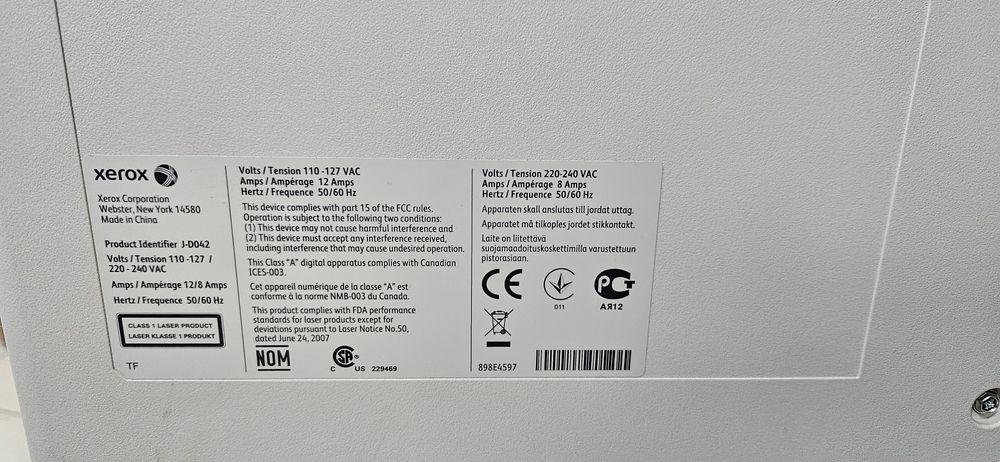 xerox
Xerox Corporation
Webster, New York 14580
Made in China
Product Identifier J-D042
Volts / Tension 110 -127 /
220 - 240 VAC
Amps / Ampérage 12/8 Amps
Hertz / Frequence 50/60 Hz
CLASS 1 LASER PRODUCT
LASER KLASSE 1 PRODUKT
TF
Volts / Tension 110 -127 VAC
Amps / Ampérage 12 Amps
Hertz / Frequence 50/60 Hz
This device complies with part 15 of the FCC rules.
Operation is subject to the following two conditions:
(1) This device may not cause harmful interference and
(2) This device must accept any interference received,
including interference that may cause undesired operation.
This Class "A" digital apparatus complies with Canadian
ICES-003.
Cet appareil numérique de la classe "A" est
conforme à la norme NMB-003 du Canada.
This product complies with FDA performance
standards for laser products except for
deviations pursuant to Laser Notice No.50,
dated June 24, 2007
NOM
C SA US 229469
Volts / Tension 220-240 VAC
Amps / Ampérage 8 Amps
Hertz / Frequence 50/60 Hz
Apparaten skall anslutas till jordat uttag.
Apparatet må tilkoples jordet stikkontakt.
Laite on liitettävä
suojamaadoituskoskettimilla varustettuun
pistorasiaan.
CE
011
РСТ
АЯ12
898E4597